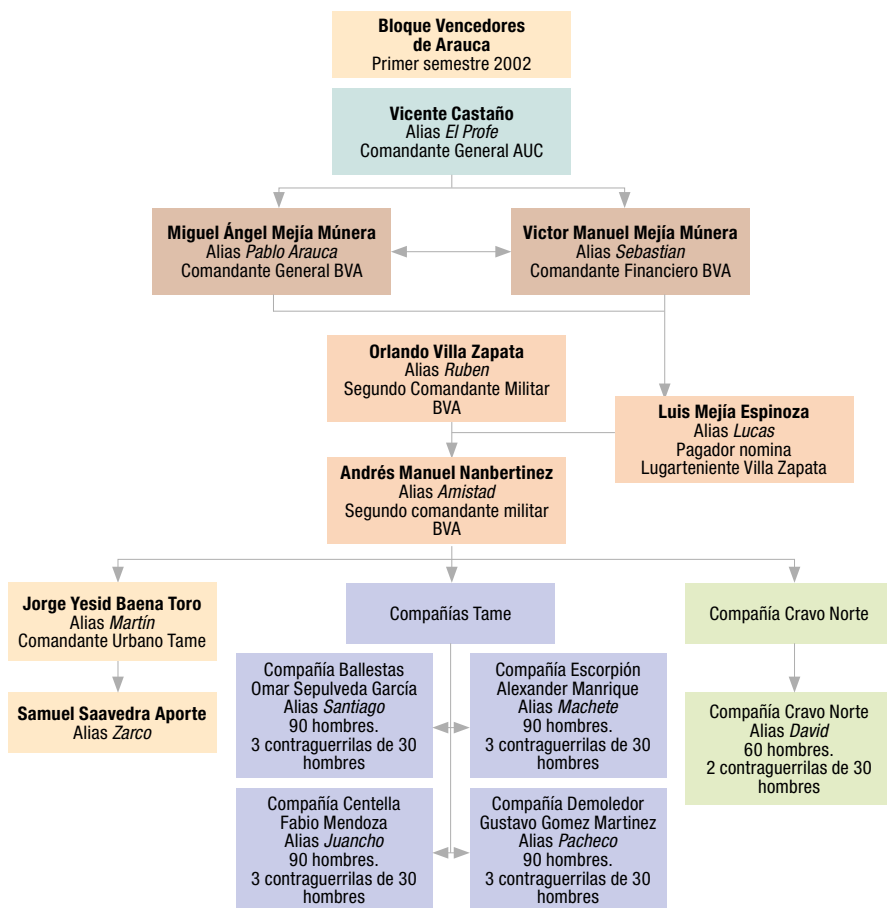 Bloque Vencedores
de Arauca
Primer semestre 2002
Vicente Castaño
Alias El Profe
Comandante General AUC
Miguel Ángel Mejía Múnera
Alias Pablo Arauca
Comandante General BVA
Victor Manuel Mejía Múnera
Alias Sebastian
Comandante Financiero BVA
Orlando Villa Zapata
Alias Ruben
Segundo Comandante Militar
BVA
Luis Mejía Espinoza
Alias Lucas
Pagador nomina
Lugarteniente Villa Zapata
Andrés Manuel Nanbertinez
Alias Amistad
Segundo comandante militar
BVA
Jorge Yesid Baena Toro
Alias Martín
Comandante Urbano Tame
Samuel Saavedra Aporte
Alias Zarco
Compañías Tame
Compañía Ballestas
Omar Sepulveda García
Alias Santiago
90 hombres.
3 contraguerrilas de 30
hombres
Compañía Escorpión
Alexander Manrique
Alias Machete
90 hombres.
3 contraguerrilas de 30
hombres
Compañía Centella
Fabio Mendoza
Alias Juancho
90 hombres.
3 contraguerrilas de 30
hombres
Compañía Demoledor
Gustavo Gomez Martinez
Alias Pacheco
90 hombres.
3 contraguerrilas de 30
hombres
Compañía Cravo Norte
Compañía Cravo Norte
Alias David
60 hombres.
2 contraguerrilas de 30
hombres